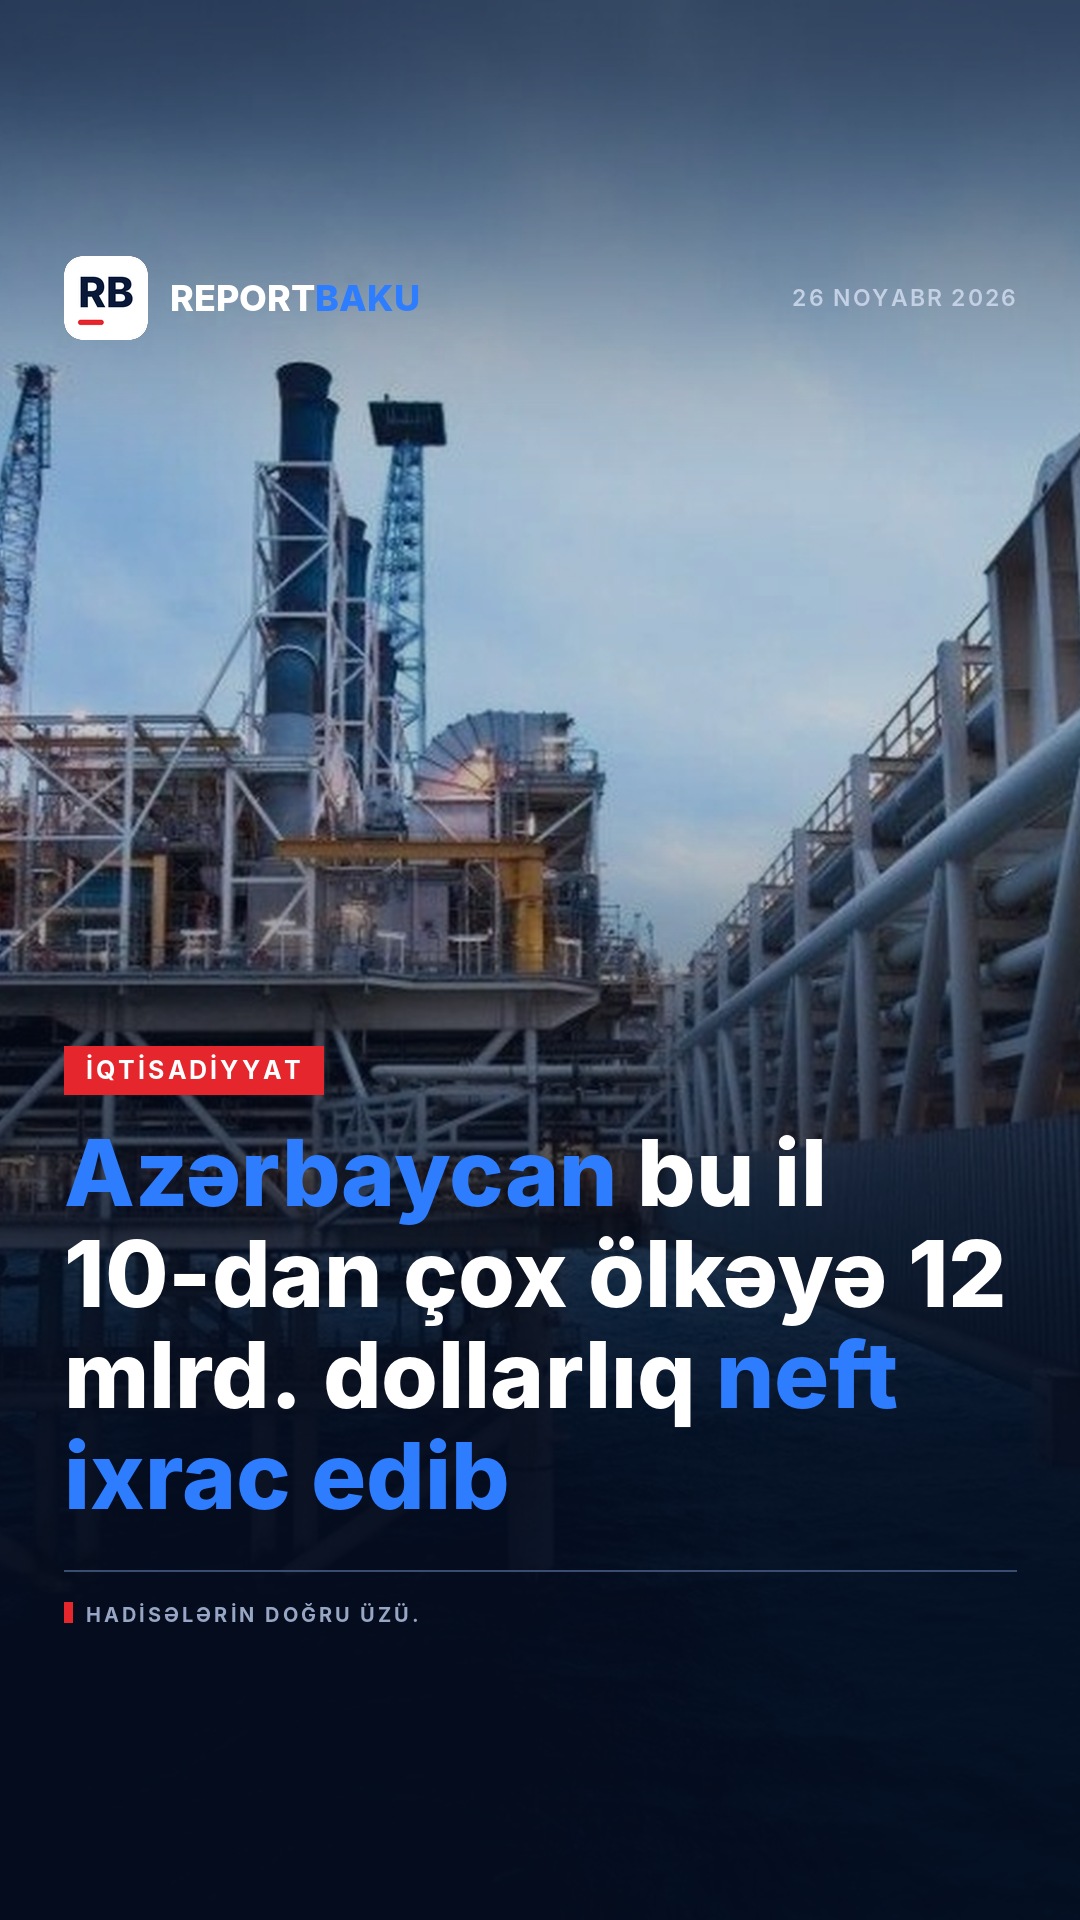 RB
REPORTBAKU
26 NOYABR 2026
İQTİSADİYYAT
Azərbaycan bu il
10-dan çox ölkəyə 12
mlrd. dollarlıq neft
ixrac edib
HADİSƏLƏRİN DOĞRU ÜZÜ.